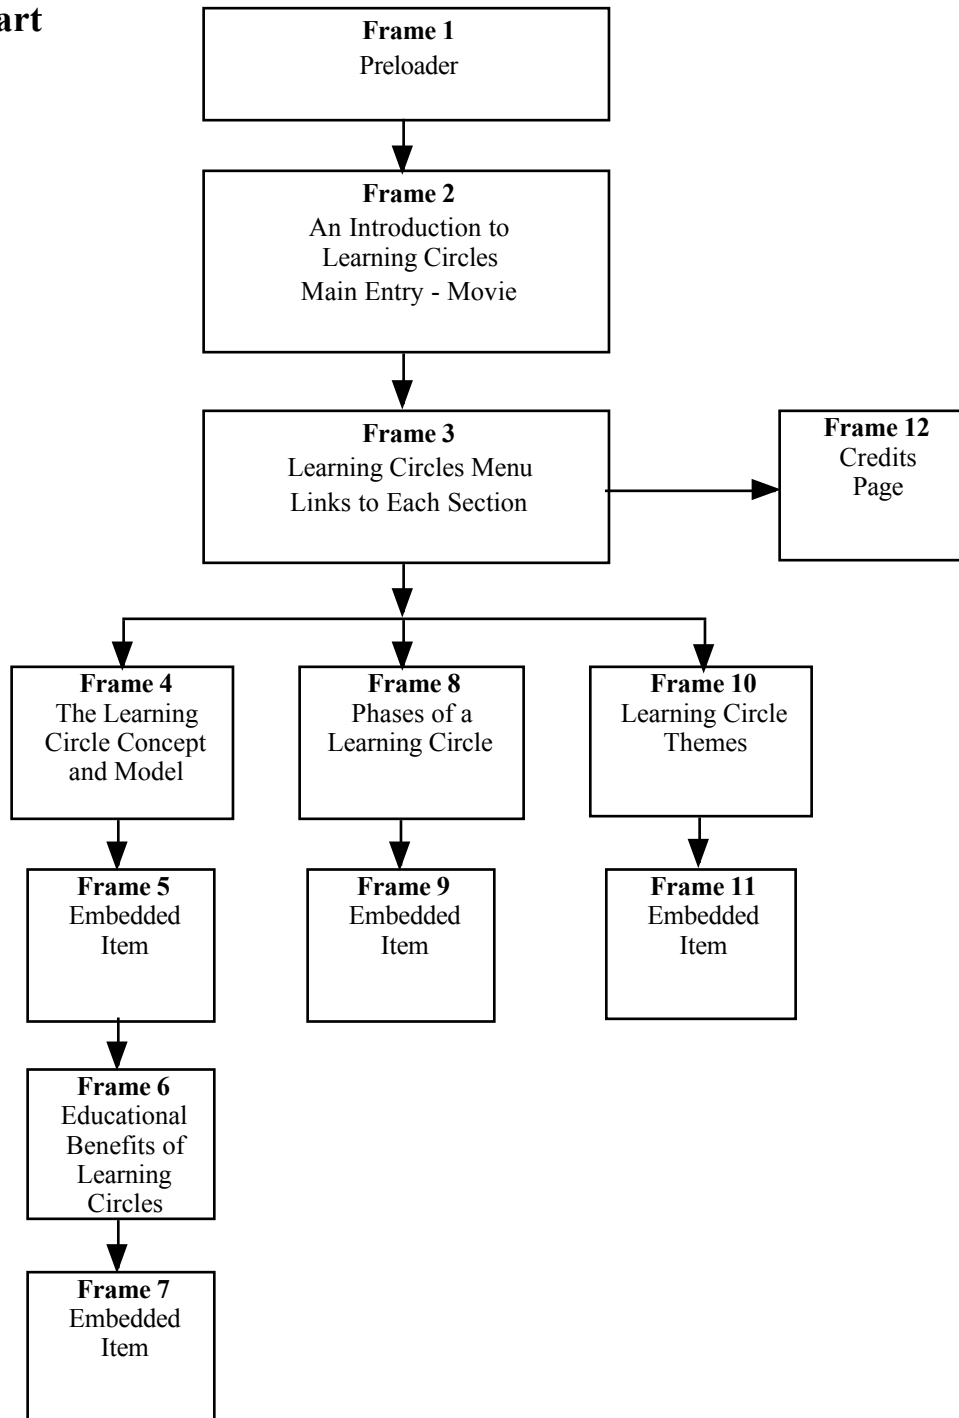 art
Frame 1
Preloader
Frame 2
An Introduction to
Learning Circles
Main Entry - Movie
Frame 3
Learning Circles Menu
Links to Each Section
Frame 12
Credits
Page
Frame 4
The Learning
Circle Concept
and Model
Frame 8
Phases of a
Learning Circle
Frame 10
Learning Circle
Themes
Frame 5
Embedded
Item
Frame 9
Embedded
Item
Frame 11
Embedded
Item
Frame 6
Educational
Benefits of
Learning
Circles
Frame 7
Embedded
Item